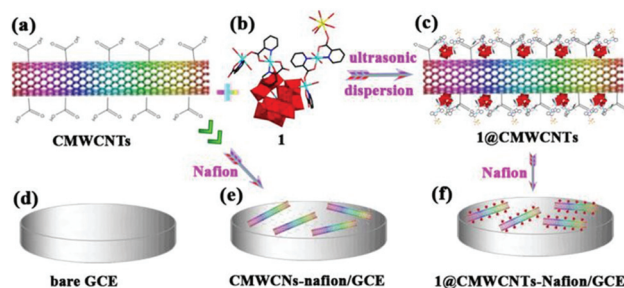 (a)
(b)
(c)
ultrasonic
dispersion
CMWCNTs
1
1@CMWCNTs
Nafion
Nafion
(d)
(e)
(f)
bare GCE
CMWCNs-nafion/GCE
1@CMWCNTs-Nafion/GCE